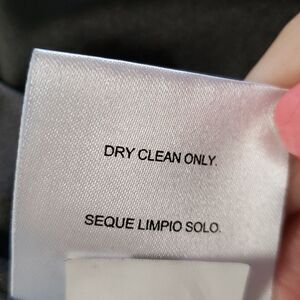 DRY CLEAN ONLY.
SEQUE LIMPIO SOLO.